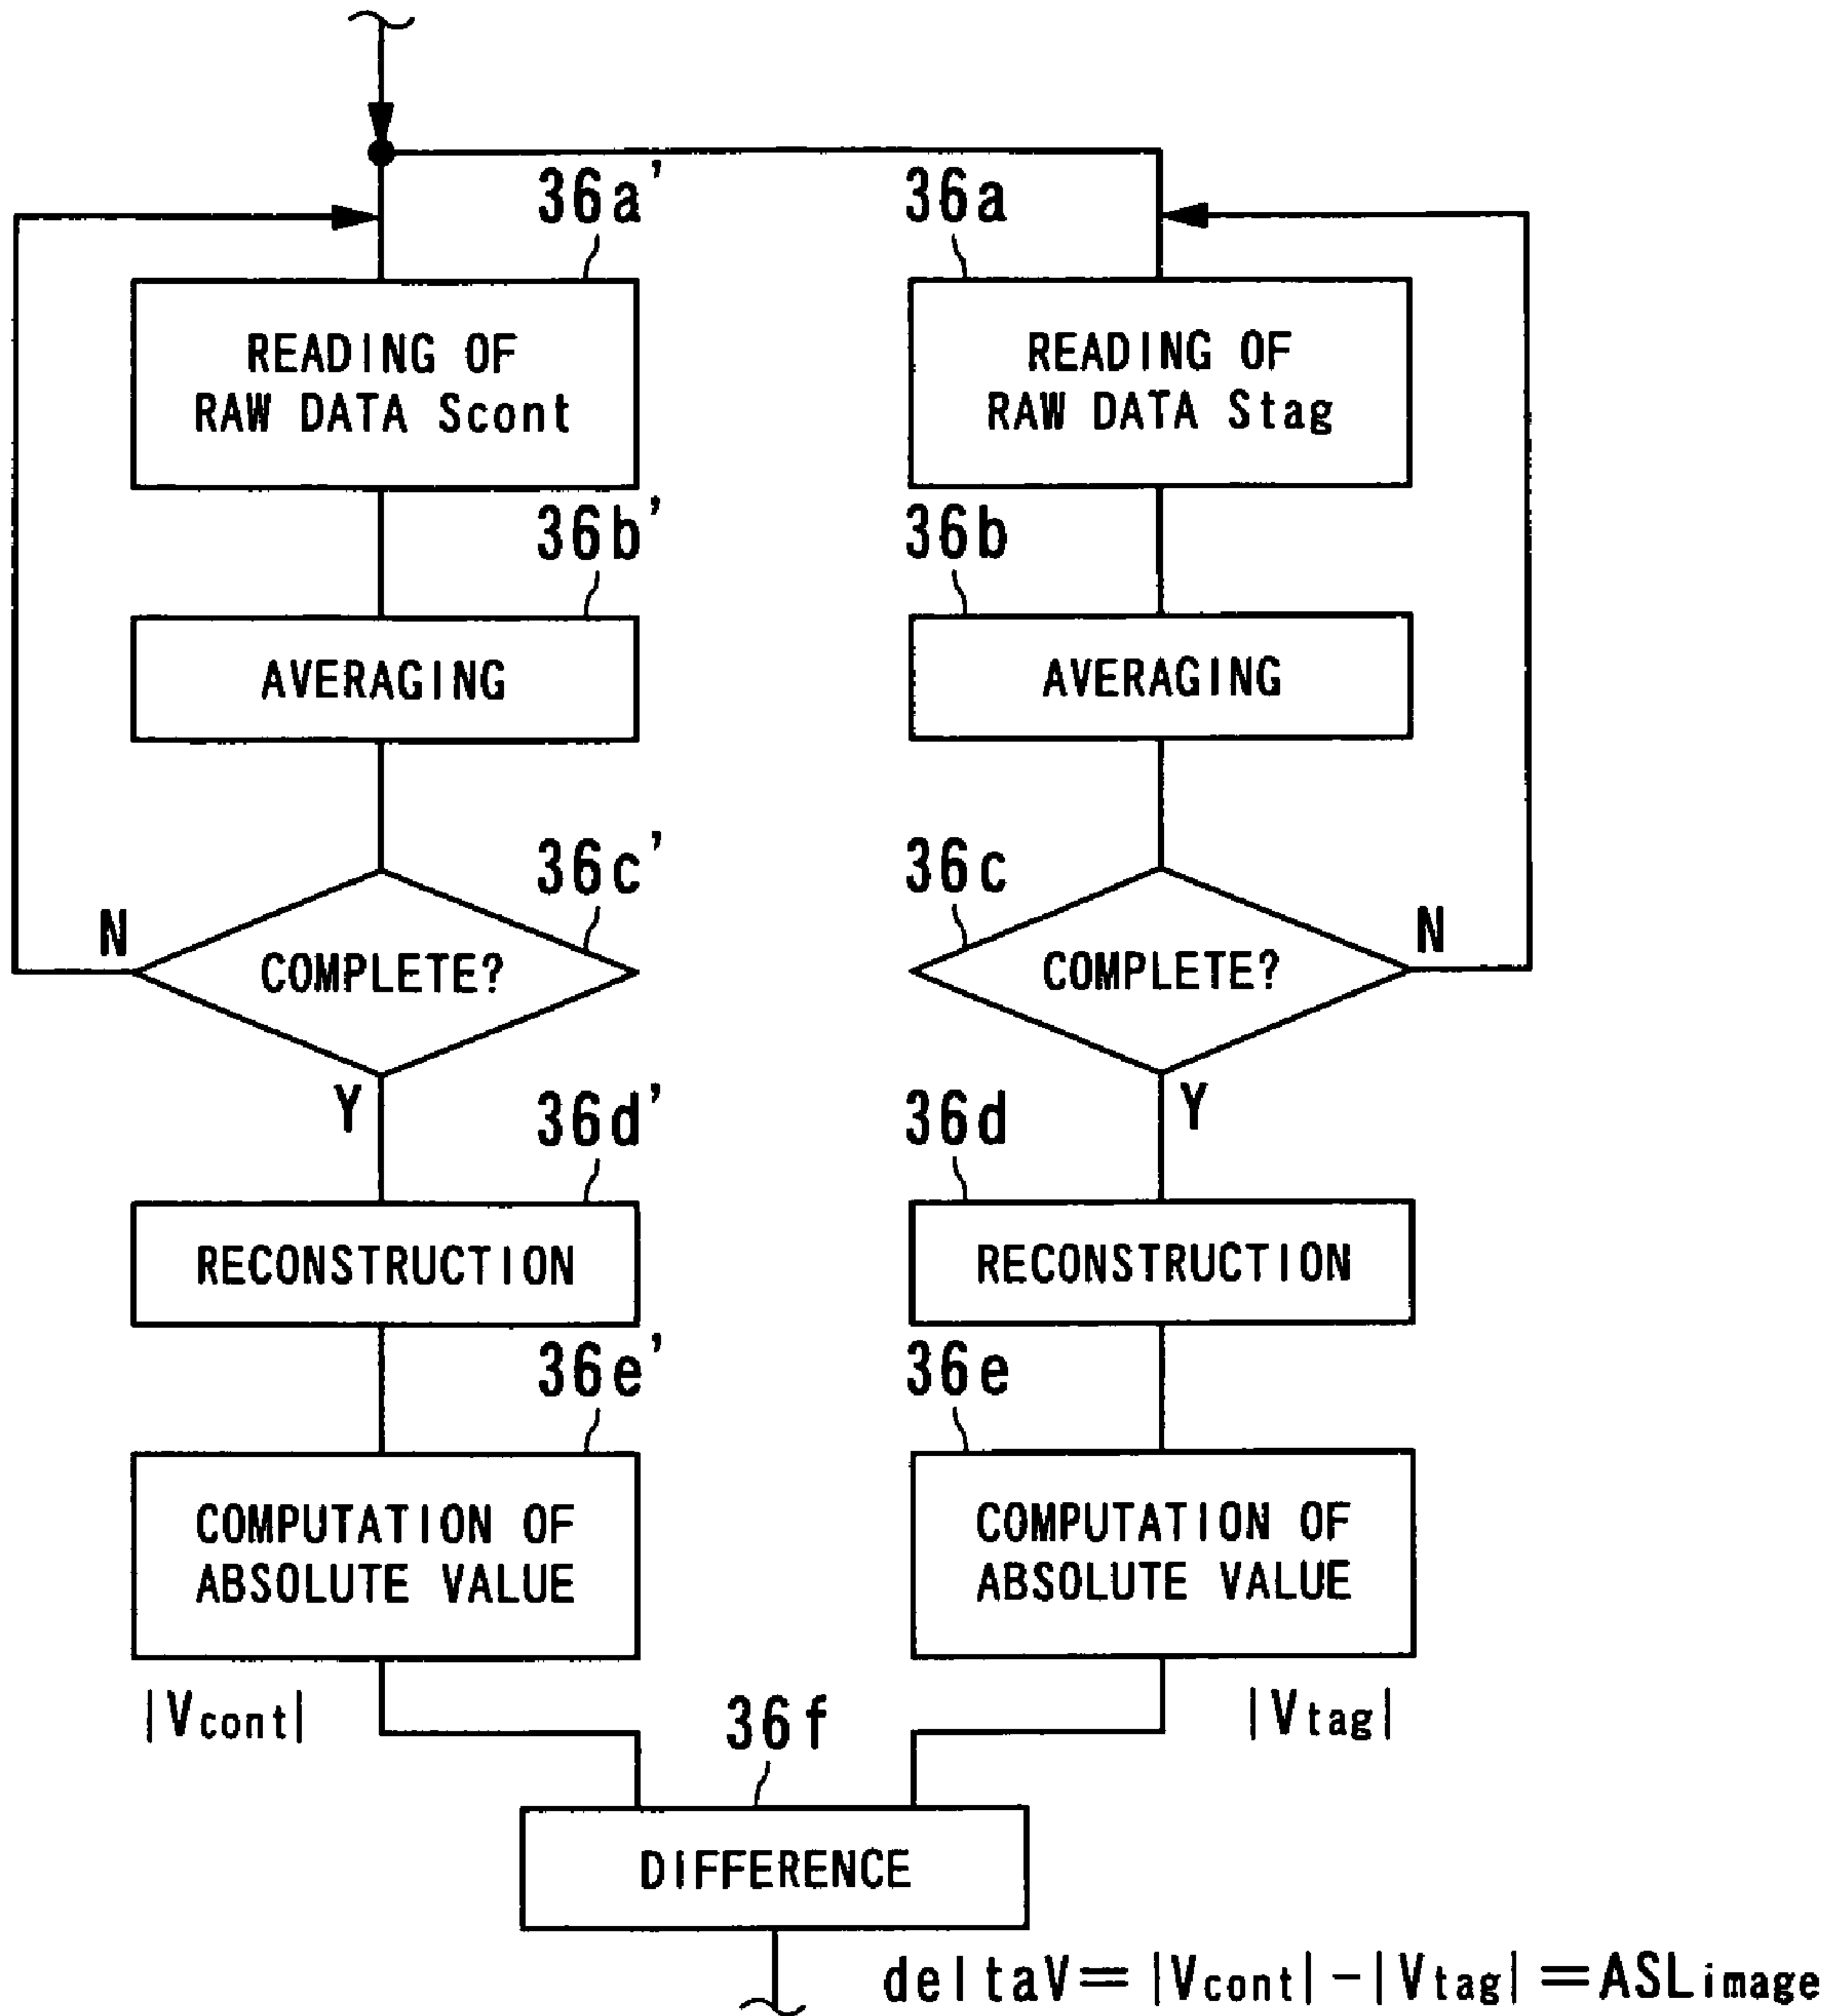 36a'
36a
READING OF
RAW DATA Scont
READING OF
RAW DATA Stag
36b'
36b
AVERAGING
AVERAGING
36c'
36c
N
COMPLETE?
COMPLETE?
N
Y
Y
36d'
36d
RECONSTRUCTION
RECONSTRUCTION
36e'
36e
COMPUTATION OF
ABSOLUTE VALUE
COMPUTATION OF
ABSOLUTE VALUE
|Vcont|
|Vtag|
36f
DIFFERENCE
deltaV=|Vcont|-|Vtag|=ASLimage